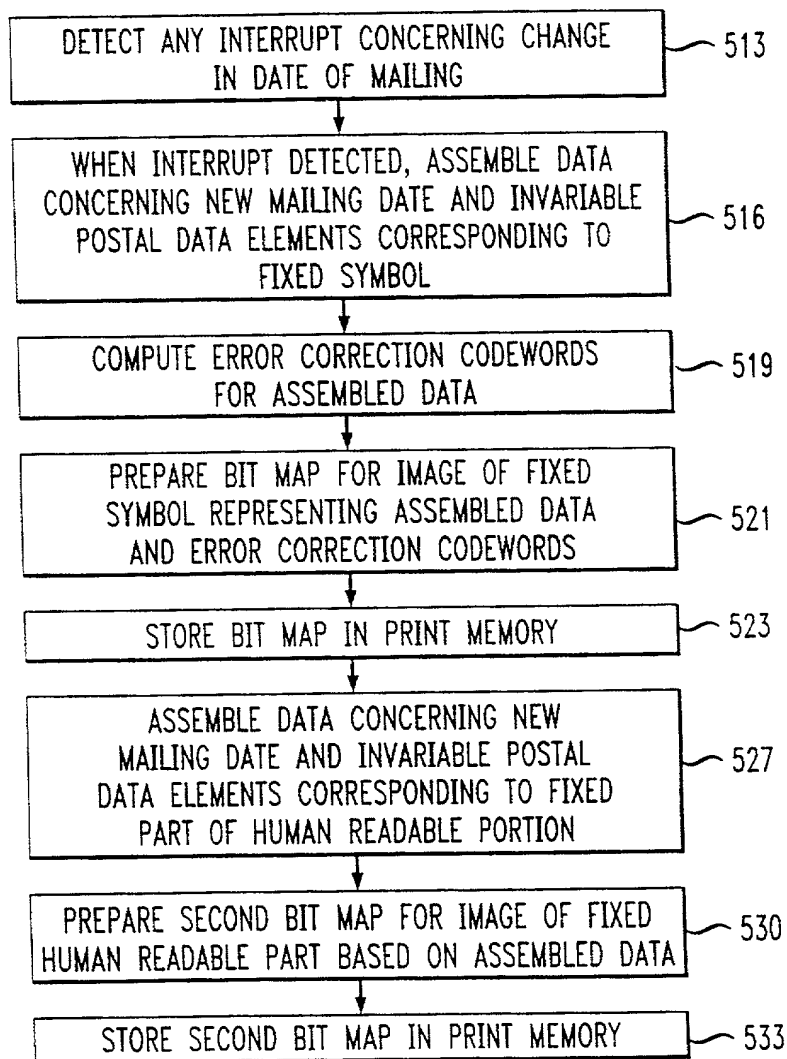 DETECT ANY INTERRUPT CONCERNING CHANGE
IN DATE OF MAILING
513
WHEN INTERRUPT DETECTED, ASSEMBLE DATA
CONCERNING NEW MAILING DATE AND INVARIABLE
POSTAL DATA ELEMENTS CORRESPONDING TO
FIXED SYMBOL
516
COMPUTE ERROR CORRECTION CODEWORDS
FOR ASSEMBLED DATA
519
PREPARE BIT MAP FOR IMAGE OF FIXED
SYMBOL REPRESENTING ASSEMBLED DATA
AND ERROR CORRECTION CODEWORDS
521
STORE BIT MAP IN PRINT MEMORY
523
ASSEMBLE DATA CONCERNING NEW
MAILING DATE AND INVARIABLE POSTAL
DATA ELEMENTS CORRESPONDING TO FIXED
PART OF HUMAN READABLE PORTION
527
PREPARE SECOND BIT MAP FOR IMAGE OF FIXED
HUMAN READABLE PART BASED ON ASSEMBLED DATA
530
STORE SECOND BIT MAP IN PRINT MEMORY
533